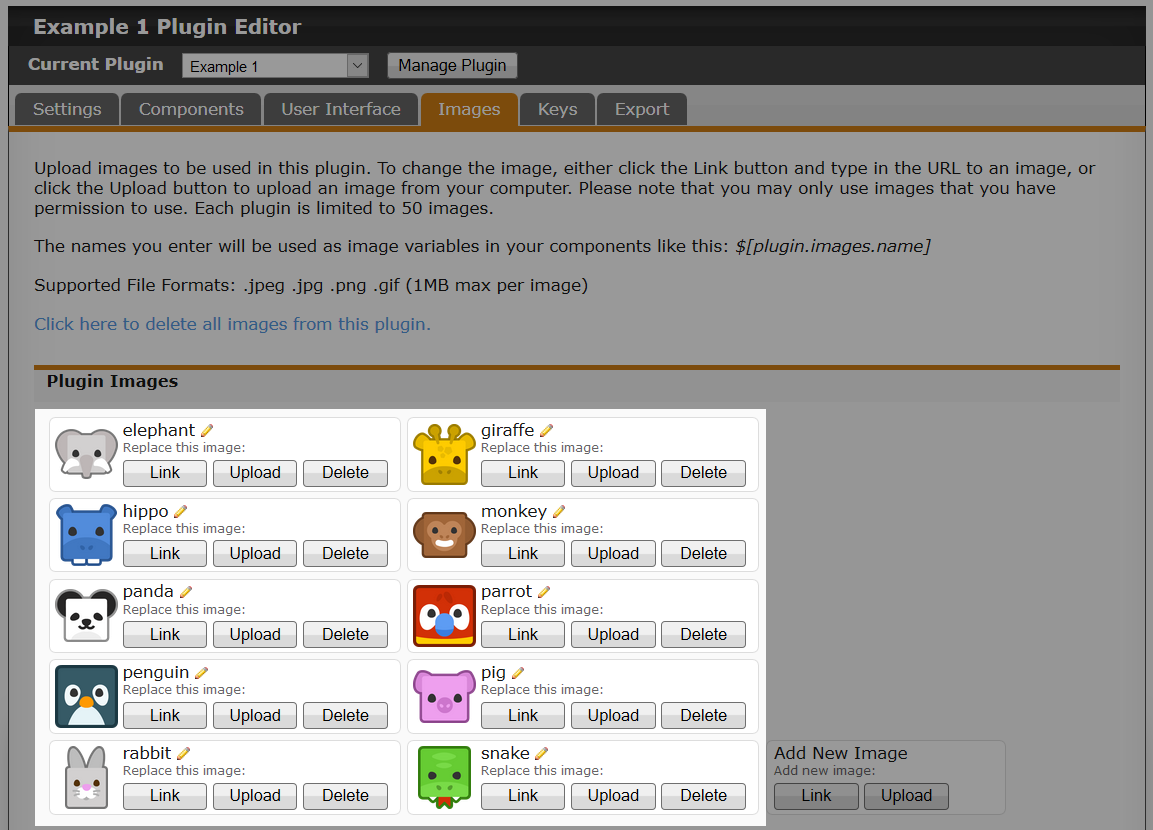 Example 1 Plugin Editor
Current Plugin Example 1 Manage Plugin
Settings Components User Interface Images Keys Export
Upload images to be used in this plugin. To change the image, either click the Link button and type in the URL to an image, or
click the Upload button to upload an image from your computer. Please note that you may only use images that you have
permission to use. Each plugin is limited to 50 images.
The names you enter will be used as image variables in your components like this: $[plugin.images.name]
Supported File Formats: .jpeg .jpg .png .gif (1MB max per image)
Click here to delete all images from this plugin.
Plugin Images
elephant
Replace this image:
Link Upload Delete
giraffe
Replace this image:
Link Upload Delete
hippo
Replace this image:
Link Upload Delete
monkey
Replace this image:
Link Upload Delete
panda
Replace this image:
Link Upload Delete
parrot
Replace this image:
Link Upload Delete
penguin
Replace this image:
Link Upload Delete
pig
Replace this image:
Link Upload Delete
rabbit
Replace this image:
Link Upload Delete
snake
Replace this image:
Link Upload Delete
Add New Image
Add new image:
Link Upload